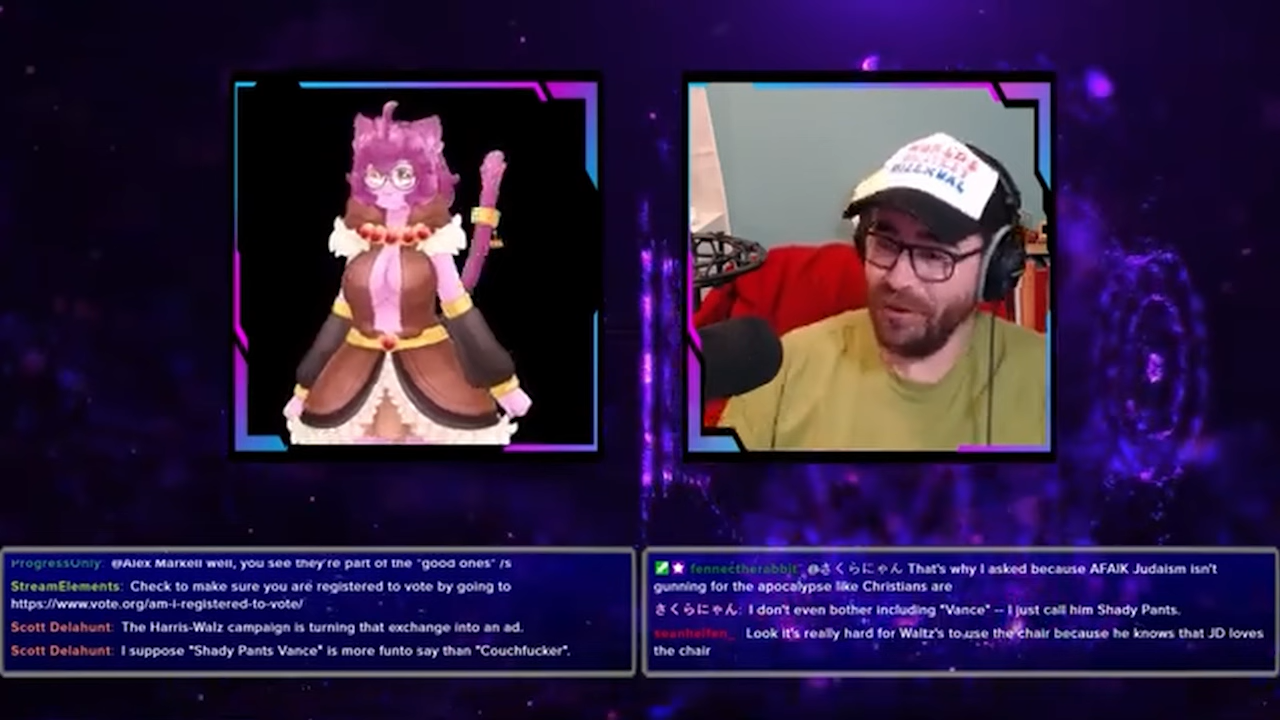 WORLDS
BIZEXUAL
ProgressOnly: @Alex Markell well, you see they're part of the "good ones" /s
StreamElements: Check to make sure you are registered to vote by going to
https://www.vote.org/am-i-registered-to-vote/
Scott Delahunt: The Harris-Walz campaign is turning that exchange into an ad.
Scott Delahunt: I suppose "Shady Pants Vance" is more funto say than "Couchfucker".
fennectherabbit: @さくらにゃん That's why I asked because AFAIK Judaism isn't
gunning for the apocalypse like Christians are
さくらにゃん: I don't even bother including "Vance" -- I just call him Shady Pants.
Look it's really hard for Waltz's to use the chair because he knows that JD loves
the chair